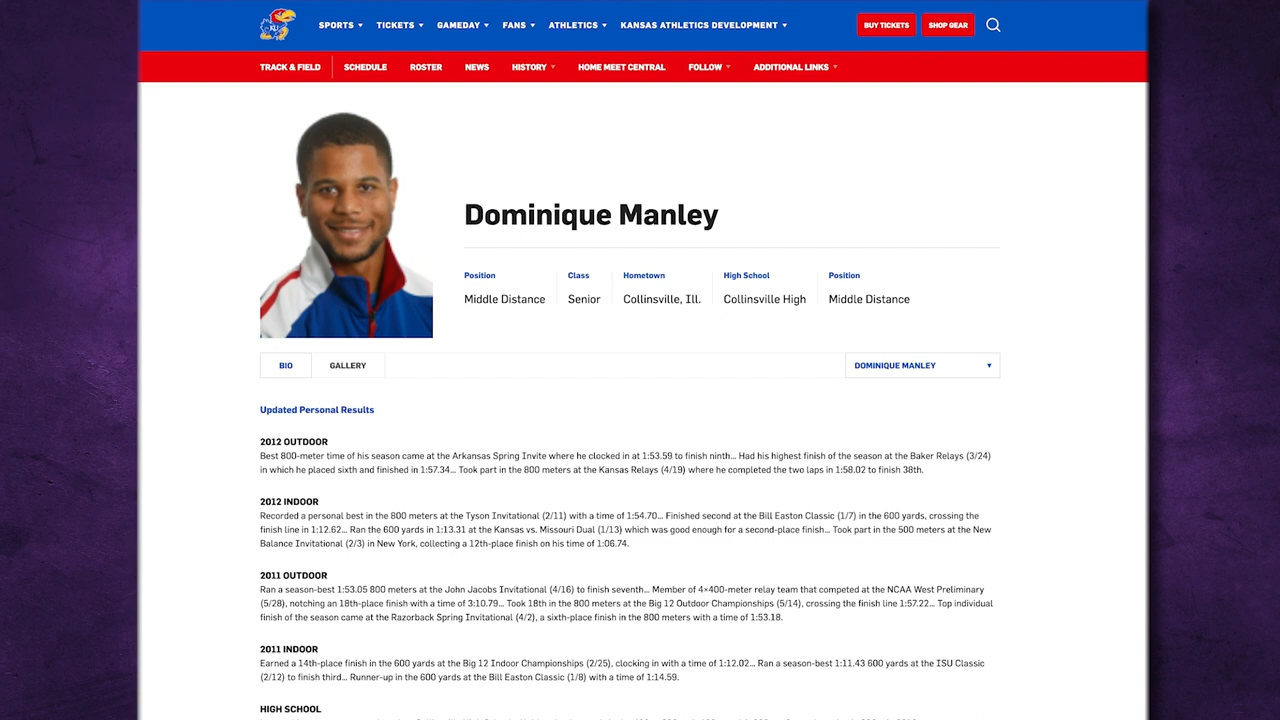 KU
SPORTS TICKETS GAMEDAY FANS ATHLETICS KANSAS ATHLETICS DEVELOPMENT BUY TICKETS SHOP GEAR
TRACK & FIELD SCHEDULE ROSTER NEWS HISTORY HOME MEET CENTRAL FOLLOW ADDITIONAL LINKS
Dominique Manley
Position Class Hometown High School Position
Middle Distance Senior Collinsville, Ill. Collinsville High Middle Distance
BIO GALLERY DOMINIQUE MANLEY
Updated Personal Results
2012 OUTDOOR
Best 800-meter time of his season came at the Arkansas Spring Invite where he clocked in at 1:53.59 to finish ninth... Had his highest finish of the season at the Baker Relays (3/24)
in which he placed sixth and finished in 1:57.34... Took part in the 800 meters at the Kansas Relays (4/19) where he completed the two laps in 1:58.02 to finish 38th.
2012 INDOOR
Recorded a personal best in the 800 meters at the Tyson Invitational (2/11) with a time of 1:54.70... Finished second at the Bill Easton Classic (1/7) in the 600 yards, crossing the
finish line in 1:12.62... Ran the 600 yards in 1:13.31 at the Kansas vs. Missouri Dual (1/13) which was good enough for a second-place finish... Took part in the 500 meters at the New
Balance Invitational (2/3) in New York, collecting a 12th-place finish on his time of 1:06.74.
2011 OUTDOOR
Ran a season-best 1:53.05 800 meters at the John Jacobs Invitational (4/16) to finish seventh... Member of 4×400-meter relay team that competed at the NCAA West Preliminary
(5/28), notching an 18th-place finish with a time of 3:10.79... Took 18th in the 800 meters at the Big 12 Outdoor Championships (5/14), crossing the finish line 1:57.22... Top individual
finish of the season came at the Razorback Spring Invitational (4/2), a sixth-place finish in the 800 meters with a time of 1:53.18.
2011 INDOOR
Earned a 14th-place finish in the 600 yards at the Big 12 Indoor Championships (2/25), clocking in with a time of 1:12.02... Ran a season-best 1:11.43 600 yards at the ISU Classic
(2/12) to finish third... Runner-up in the 600 yards at the Bill Easton Classic (1/8) with a time of 1:14.59.
HIGH SCHOOL